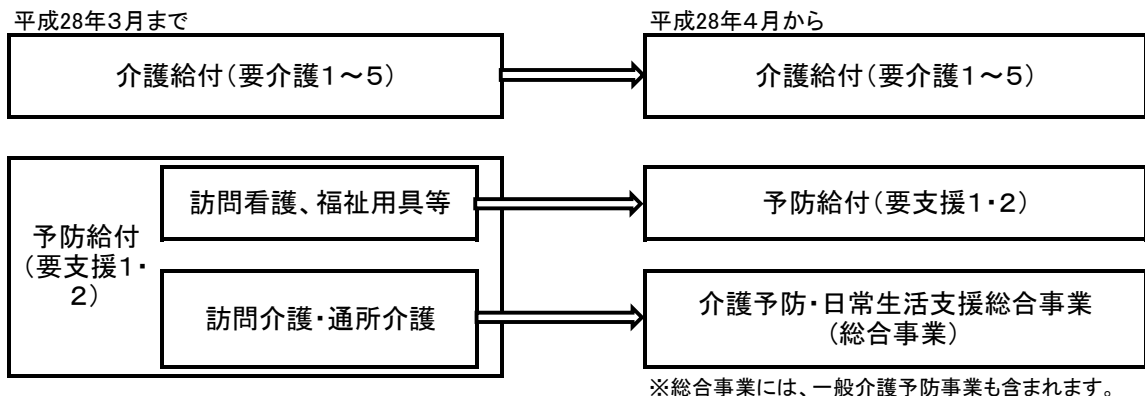 平成28年３月まで
平成28年４月から
介護給付（要介護１～５）
介護給付（要介護１～５）
予防給付
（要支援１・
２）
訪問看護、福祉用具等
予防給付（要支援１・２）
訪問介護・通所介護
介護予防・日常生活支援総合事業
（総合事業）
※総合事業には、一般介護予防事業も含まれます。